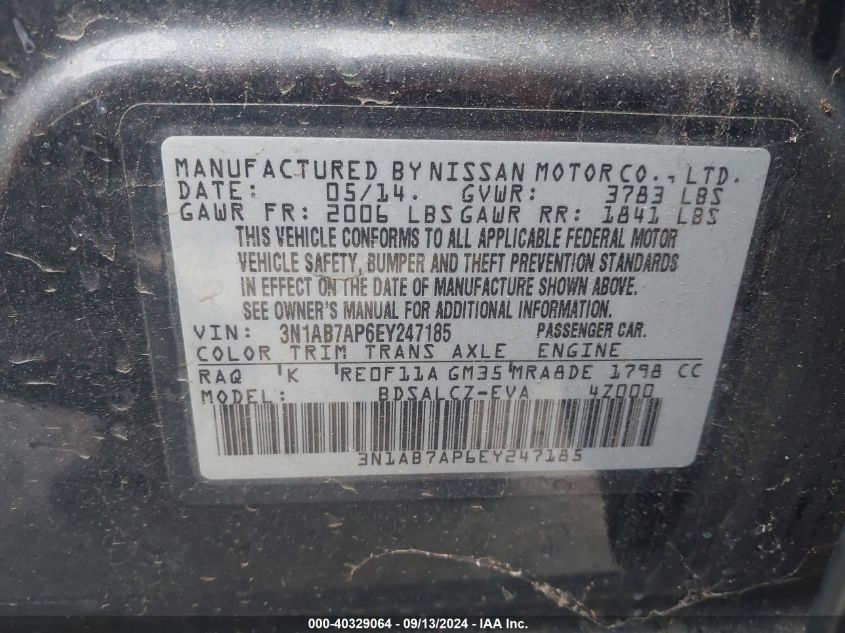 MANUFACTURED BY NISSAN MOTOR CO., LTD.
DATE: 05/14. GVWR: 3783 LBS
GAWR FR: 2006 LBS GAWR RR: 1841 LBS
THIS VEHICLE CONFORMS TO ALL APPLICABLE FEDERAL MOTOR
VEHICLE SAFETY, BUMPER AND THEFT PREVENTION STANDARDS
IN EFFECT ON THE DATE OF MANUFACTURE SHOWN ABOVE.
SEE OWNER'S MANUAL FOR ADDITIONAL INFORMATION.
VIN: 3N1AB7AP6EY247185 PASSENGER CAR.
COLOR TRIM TRANS AXLE ENGINE
RAQ 'K 'RE0F11A GM35 'MRA8DE 1798 CC
MODEL: BDSALCZ-EVA 4Z000
3N1AB7AP6EY247185
000-40329064 - 09/13/2024 - IAA Inc.